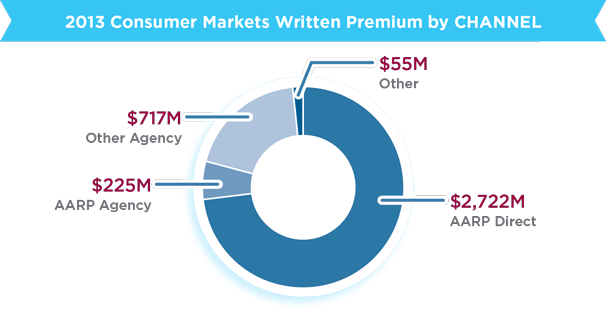 2013 Consumer Markets Written Premium by CHANNEL
$55M
Other
$717M
Other Agency
$225M
AARP Agency
$2,722M
AARP Direct